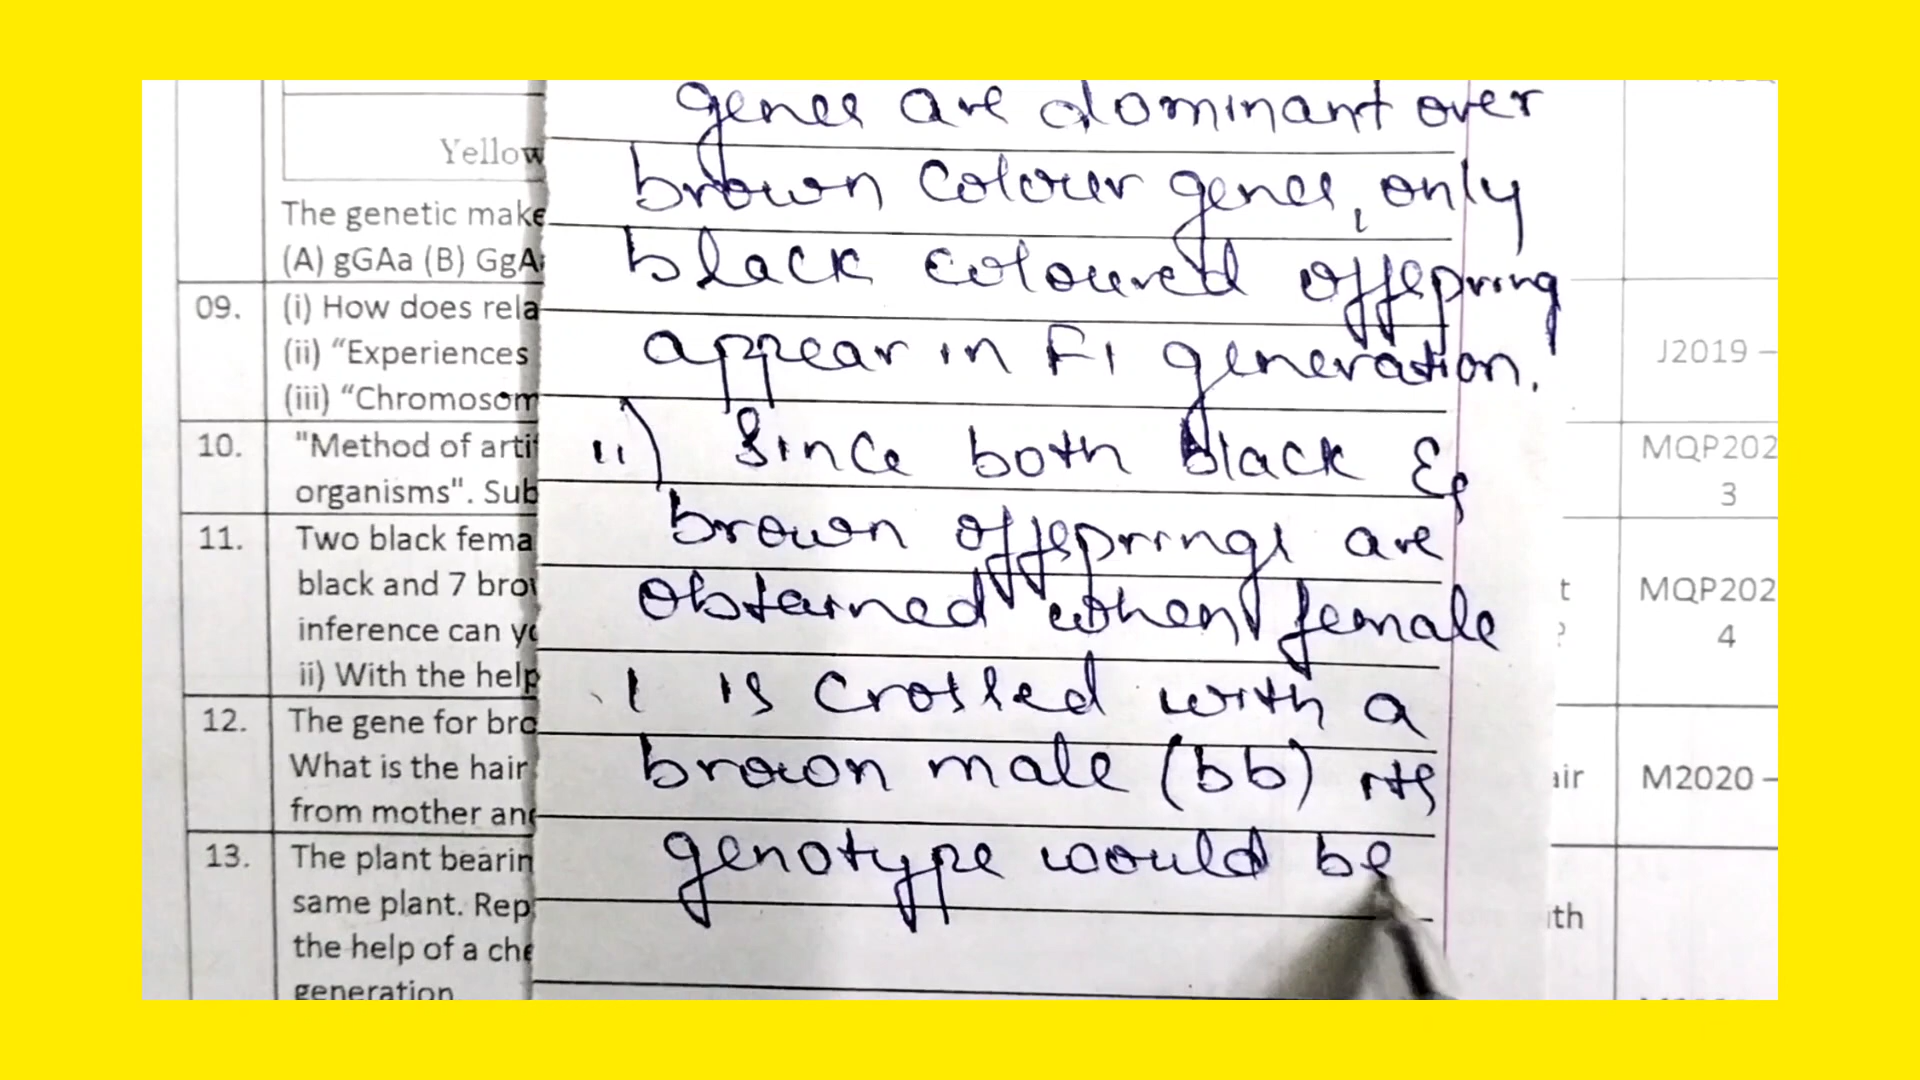 Yellow
The genetic make
(A) gGAa (B) GgA
09.
(i) How does rela
(ii) “Experiences
(iii) “Chromosom
J2019 –
10.
"Method of arti
organisms". Sub
MQP202
3
11.
Two black fema
black and 7 bro
inference can y
ii) With the help
t
?
MQP202
4
12.
The gene for bro
What is the hair
from mother an
air
M2020 –
13.
The plant bearin
same plant. Rep
the help of a che
generation
ith
genes are dominant over
brown colour genes, only
black coloured offspring
appear in F1 generation.
ii) Since both black &
brown offsprings are
obtained when female
1 is crossed with a
brown male (bb) its
genotype would be